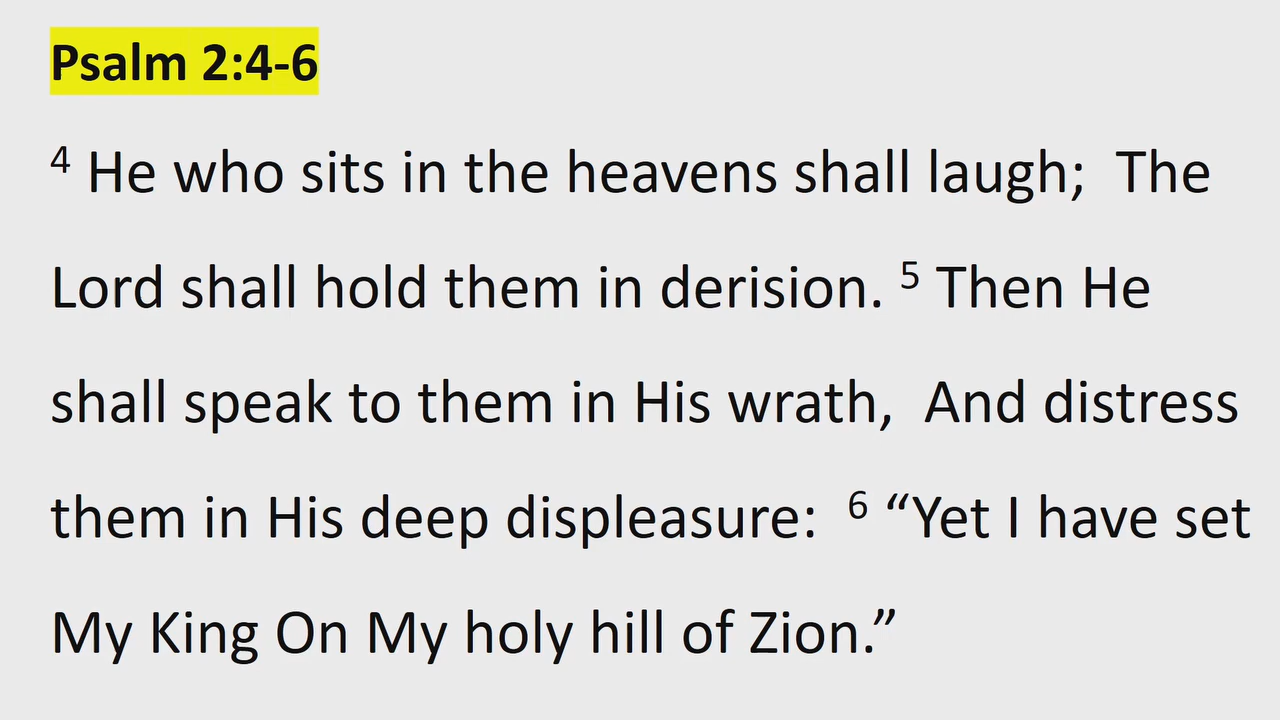 Psalm 2:4-6
4 He who sits in the heavens shall laugh;  The
Lord shall hold them in derision. 5 Then He
shall speak to them in His wrath,  And distress
them in His deep displeasure:  6 “Yet I have set
My King On My holy hill of Zion.”